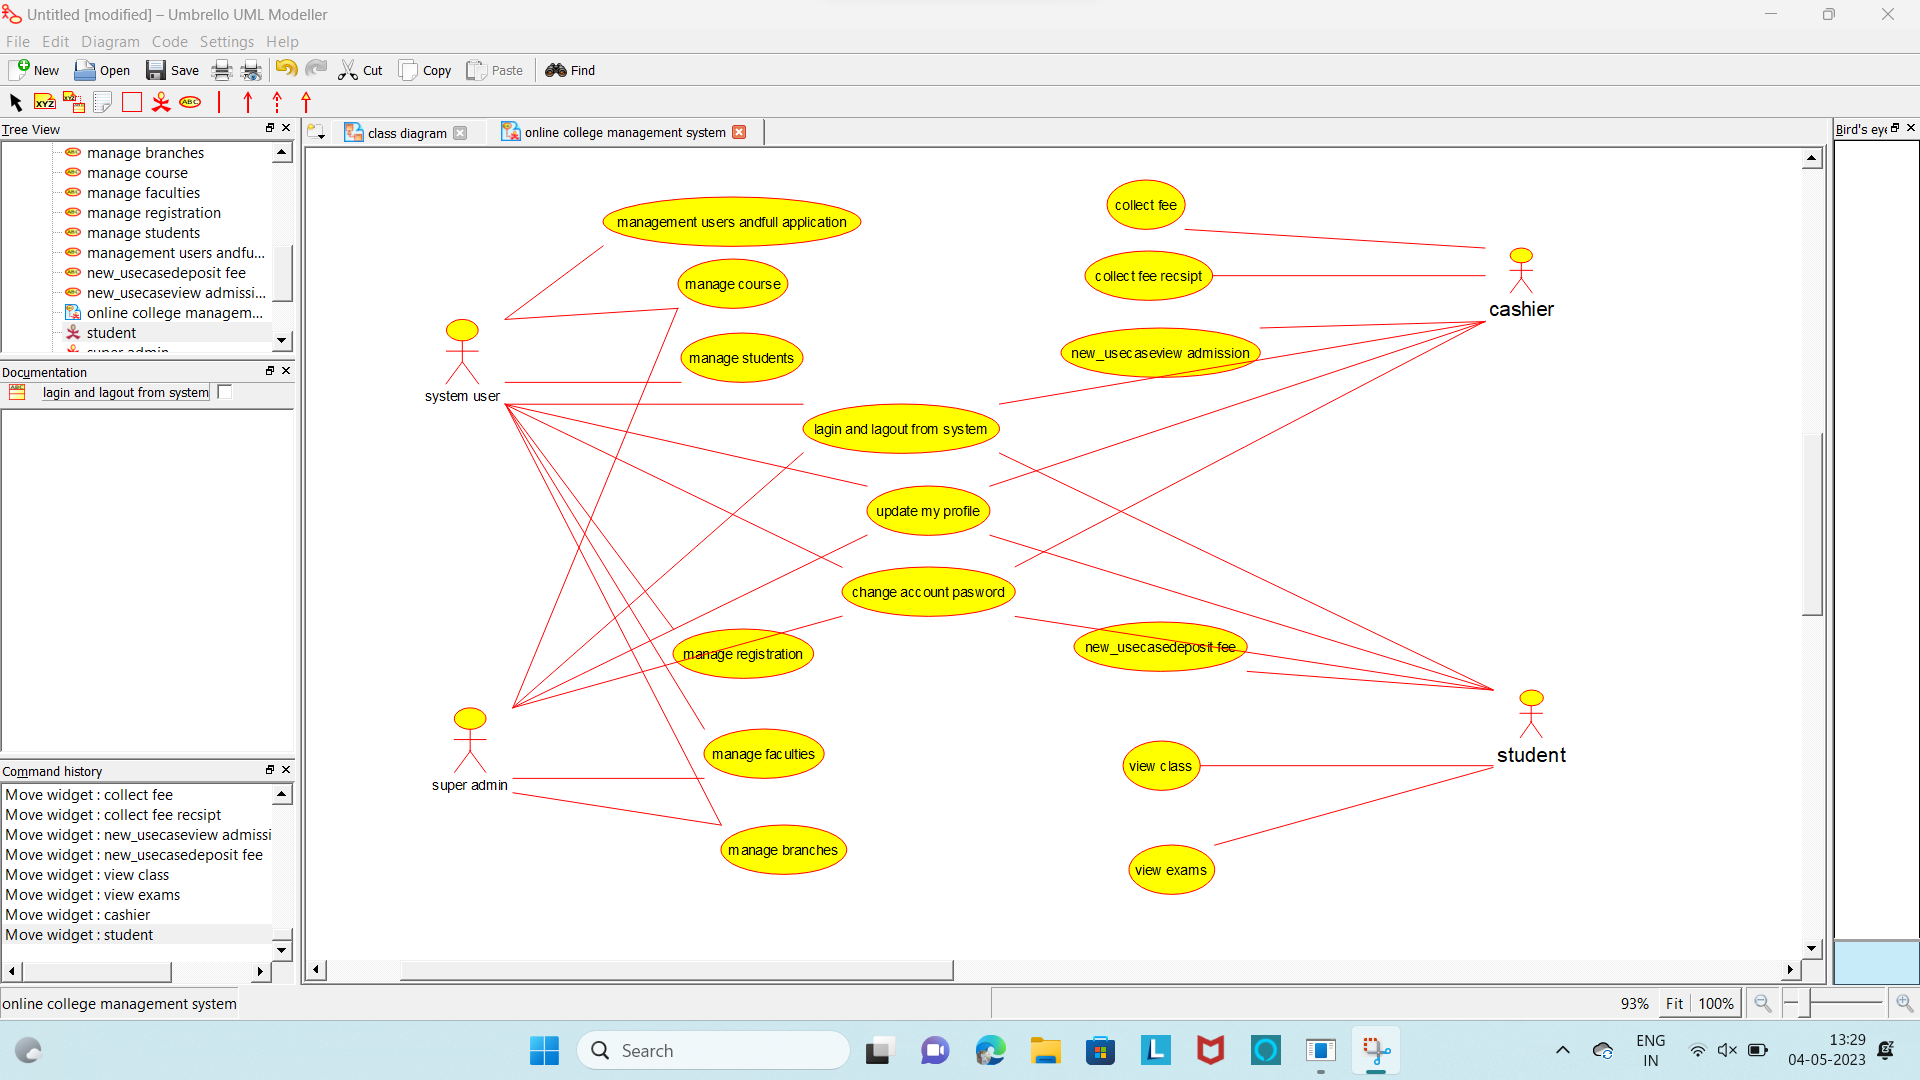 Untitled [modified] – Umbrello UML Modeller
File Edit Diagram Code Settings Help
New Open Save Cut Copy Paste Find
XYZ XYZ ABC
Tree View
manage branches
manage course
manage faculties
manage registration
manage students
management users andfu...
new_usecasedeposit fee
new_usecaseview admissi...
online college managem...
student
super admin
Documentation
lagin and lagout from system
Command history
Move widget : collect fee
Move widget : collect fee recsipt
Move widget : new_usecaseview admissi
Move widget : new_usecasedeposit fee
Move widget : view class
Move widget : view exams
Move widget : cashier
Move widget : student
class diagram
online college management system
Bird's eye
management users andfull application
manage course
manage students
system user
lagin and lagout from system
update my profile
change account pasword
manage registration
manage faculties
super admin
manage branches
collect fee
collect fee recsipt
cashier
new_usecaseview admission
new_usecasedeposit fee
student
view class
view exams
online college management system
93% Fit 100%
Search
L
ENG
IN
13:29
04-05-2023